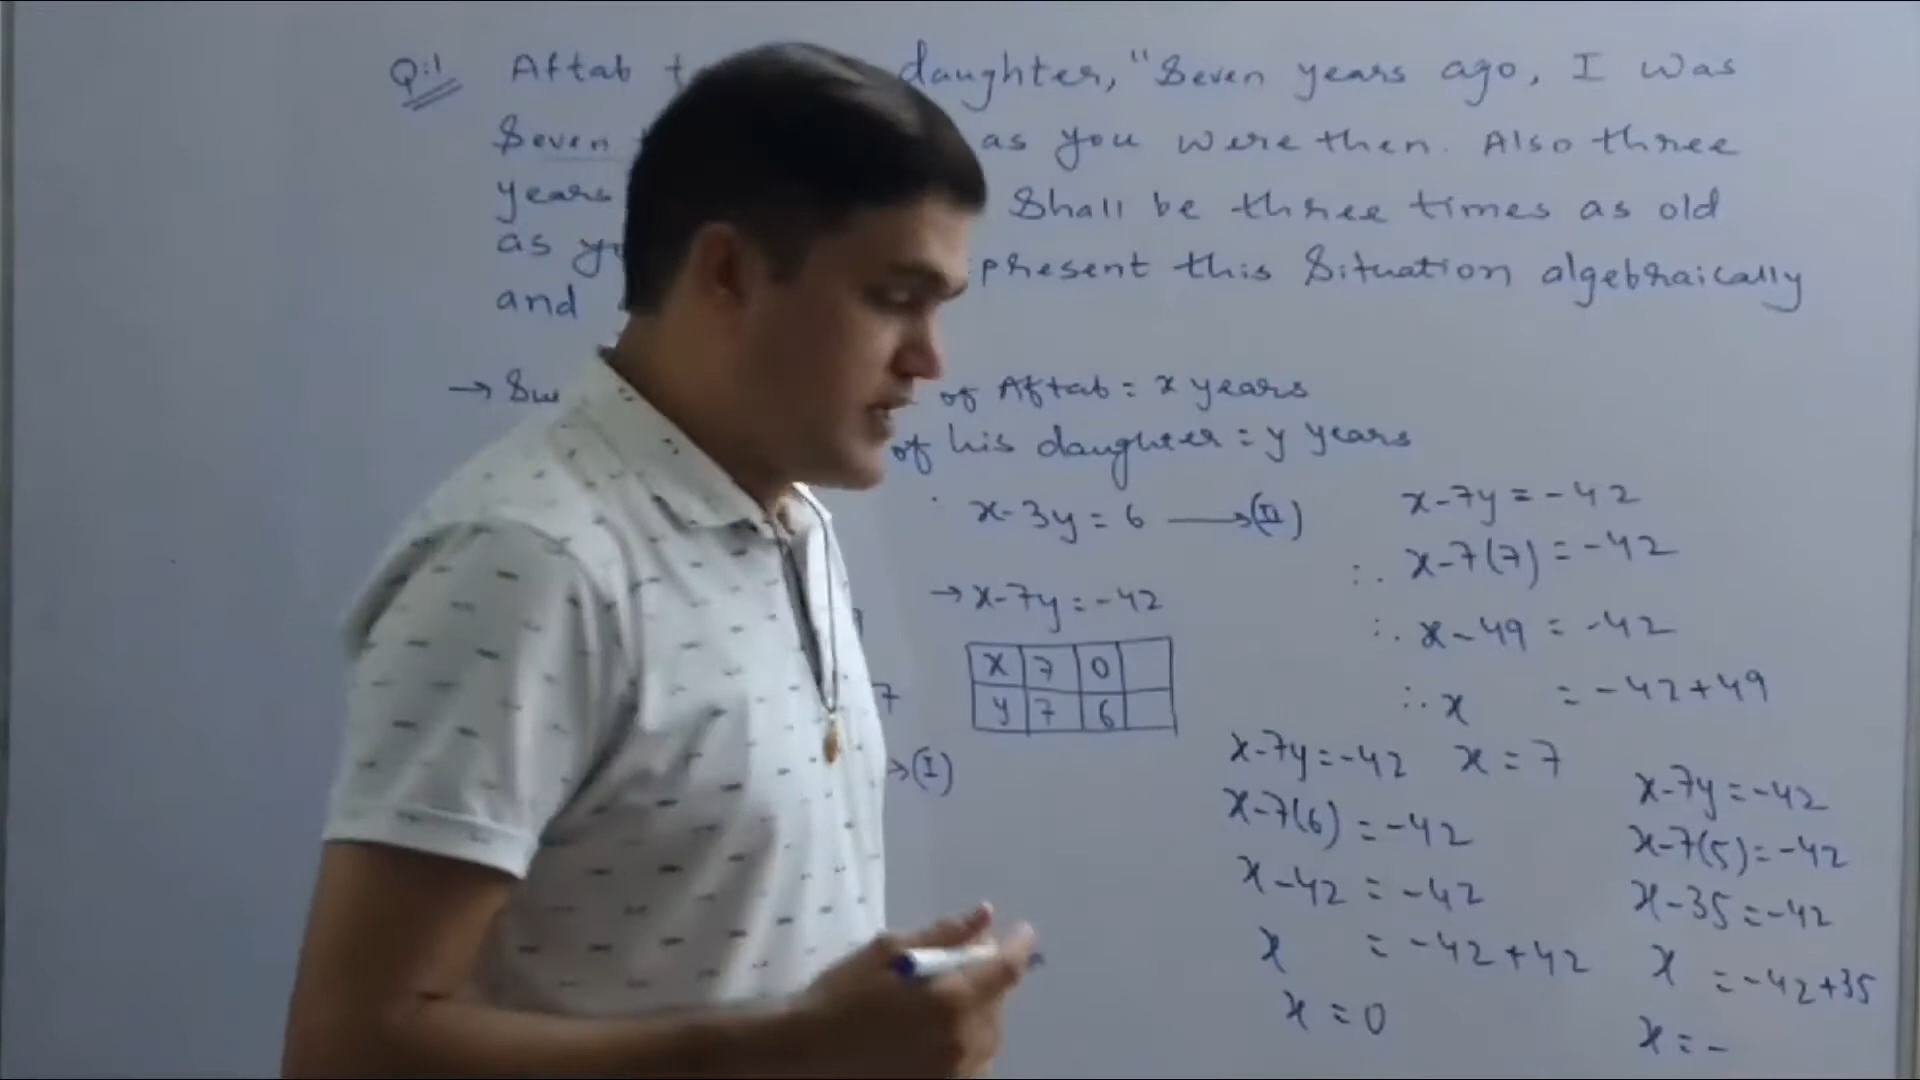 Q:1 Aftab daughter, "Seven years ago, I was
Seven as you were then. Also three
years Shall be three times as old
as present this Situation algebraically
and
→ of Aftab = x years
of his daughter = y years
x-3y = 6 →(II)
→ x-7y = -42
x 7 0
y 7 6
7
→(I)
x-7y = -42
∴ x-7(7) = -42
∴ x-49 = -42
∴ x = -42+49
x = 7
x-7y = -42
x-7(6) = -42
x-42 = -42
x = -42+42
x = 0
x-7y = -42
x-7(5) = -42
x-35 = -42
x = -42+35
x = -